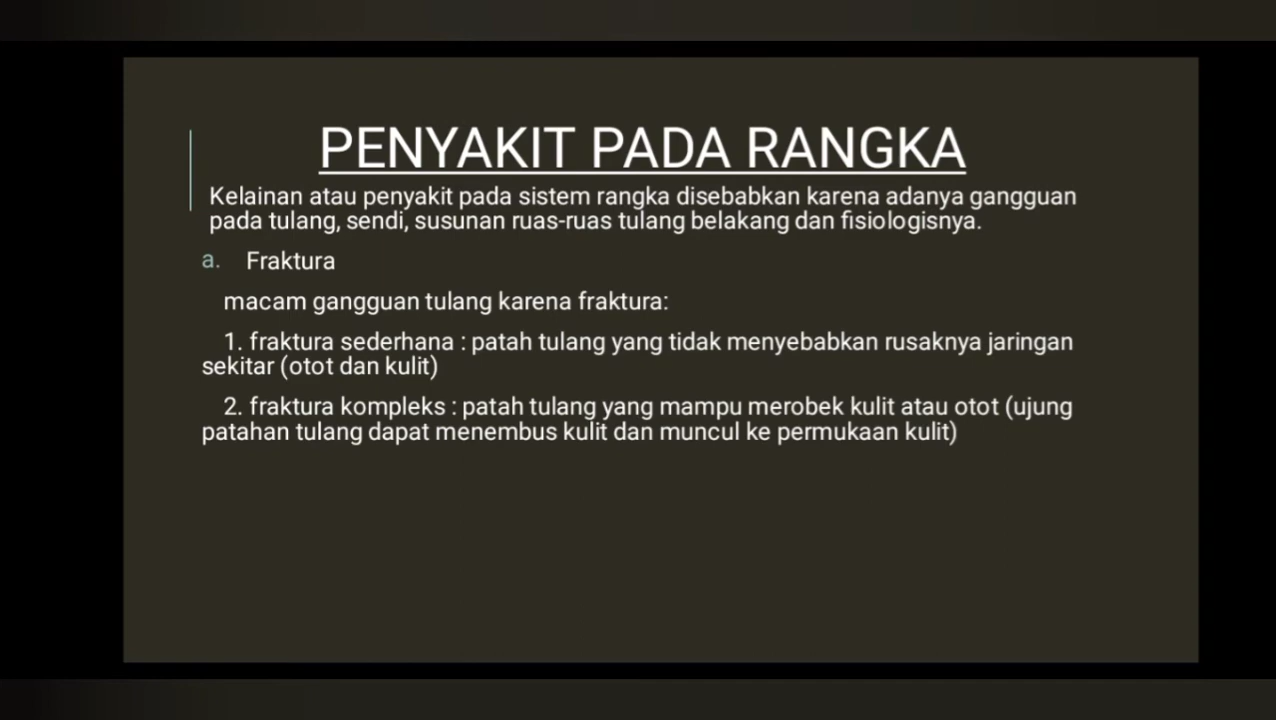 PENYAKIT PADA RANGKA
Kelainan atau penyakit pada sistem rangka disebabkan karena adanya gangguan
pada tulang, sendi, susunan ruas-ruas tulang belakang dan fisiologisnya.
a. Fraktura
macam gangguan tulang karena fraktura:
1. fraktura sederhana : patah tulang yang tidak menyebabkan rusaknya jaringan
sekitar (otot dan kulit)
2. fraktura kompleks : patah tulang yang mampu merobek kulit atau otot (ujung
patahan tulang dapat menembus kulit dan muncul ke permukaan kulit)